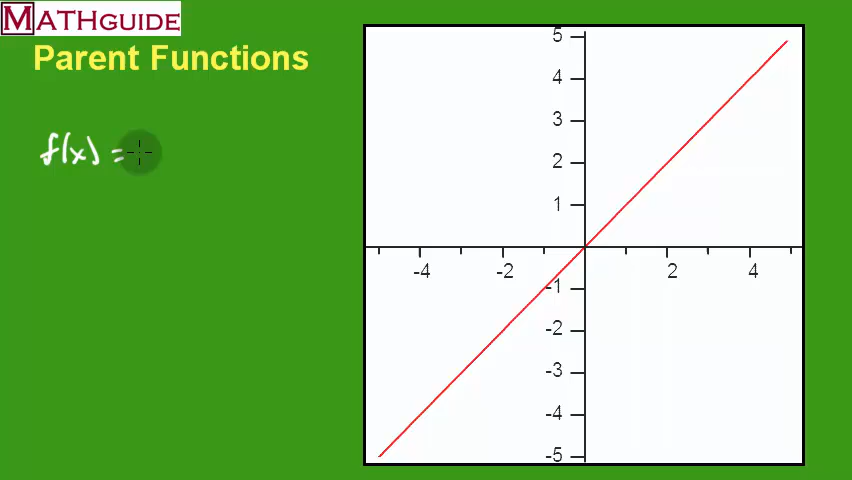 MATHGUIDE
Parent Functions
f(x) =
5
4
3
2
1
-4 -2 2 4
-1
-2
-3
-4
-5